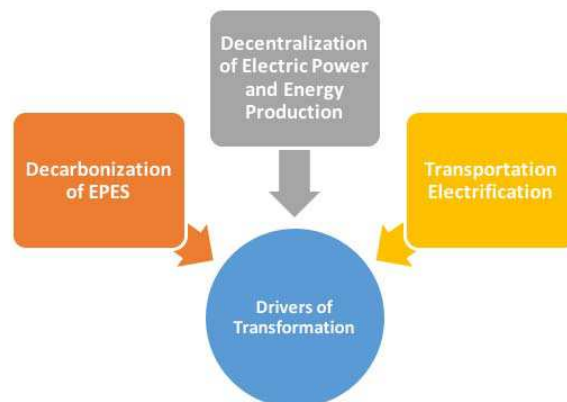 Decentralization
of Electric Power
and Energy
Production
Decarbonization
of EPES
Transportation
Electrification
Drivers of
Transformation